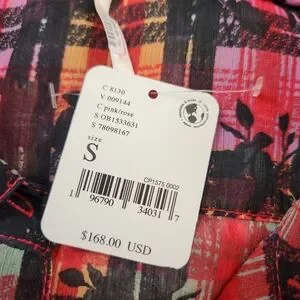 C 8130
V 009144
C pink/rose
S OB1533631
S 78098167
size
S
CP1575 0002
1 96790 34031 7
$168.00 USD